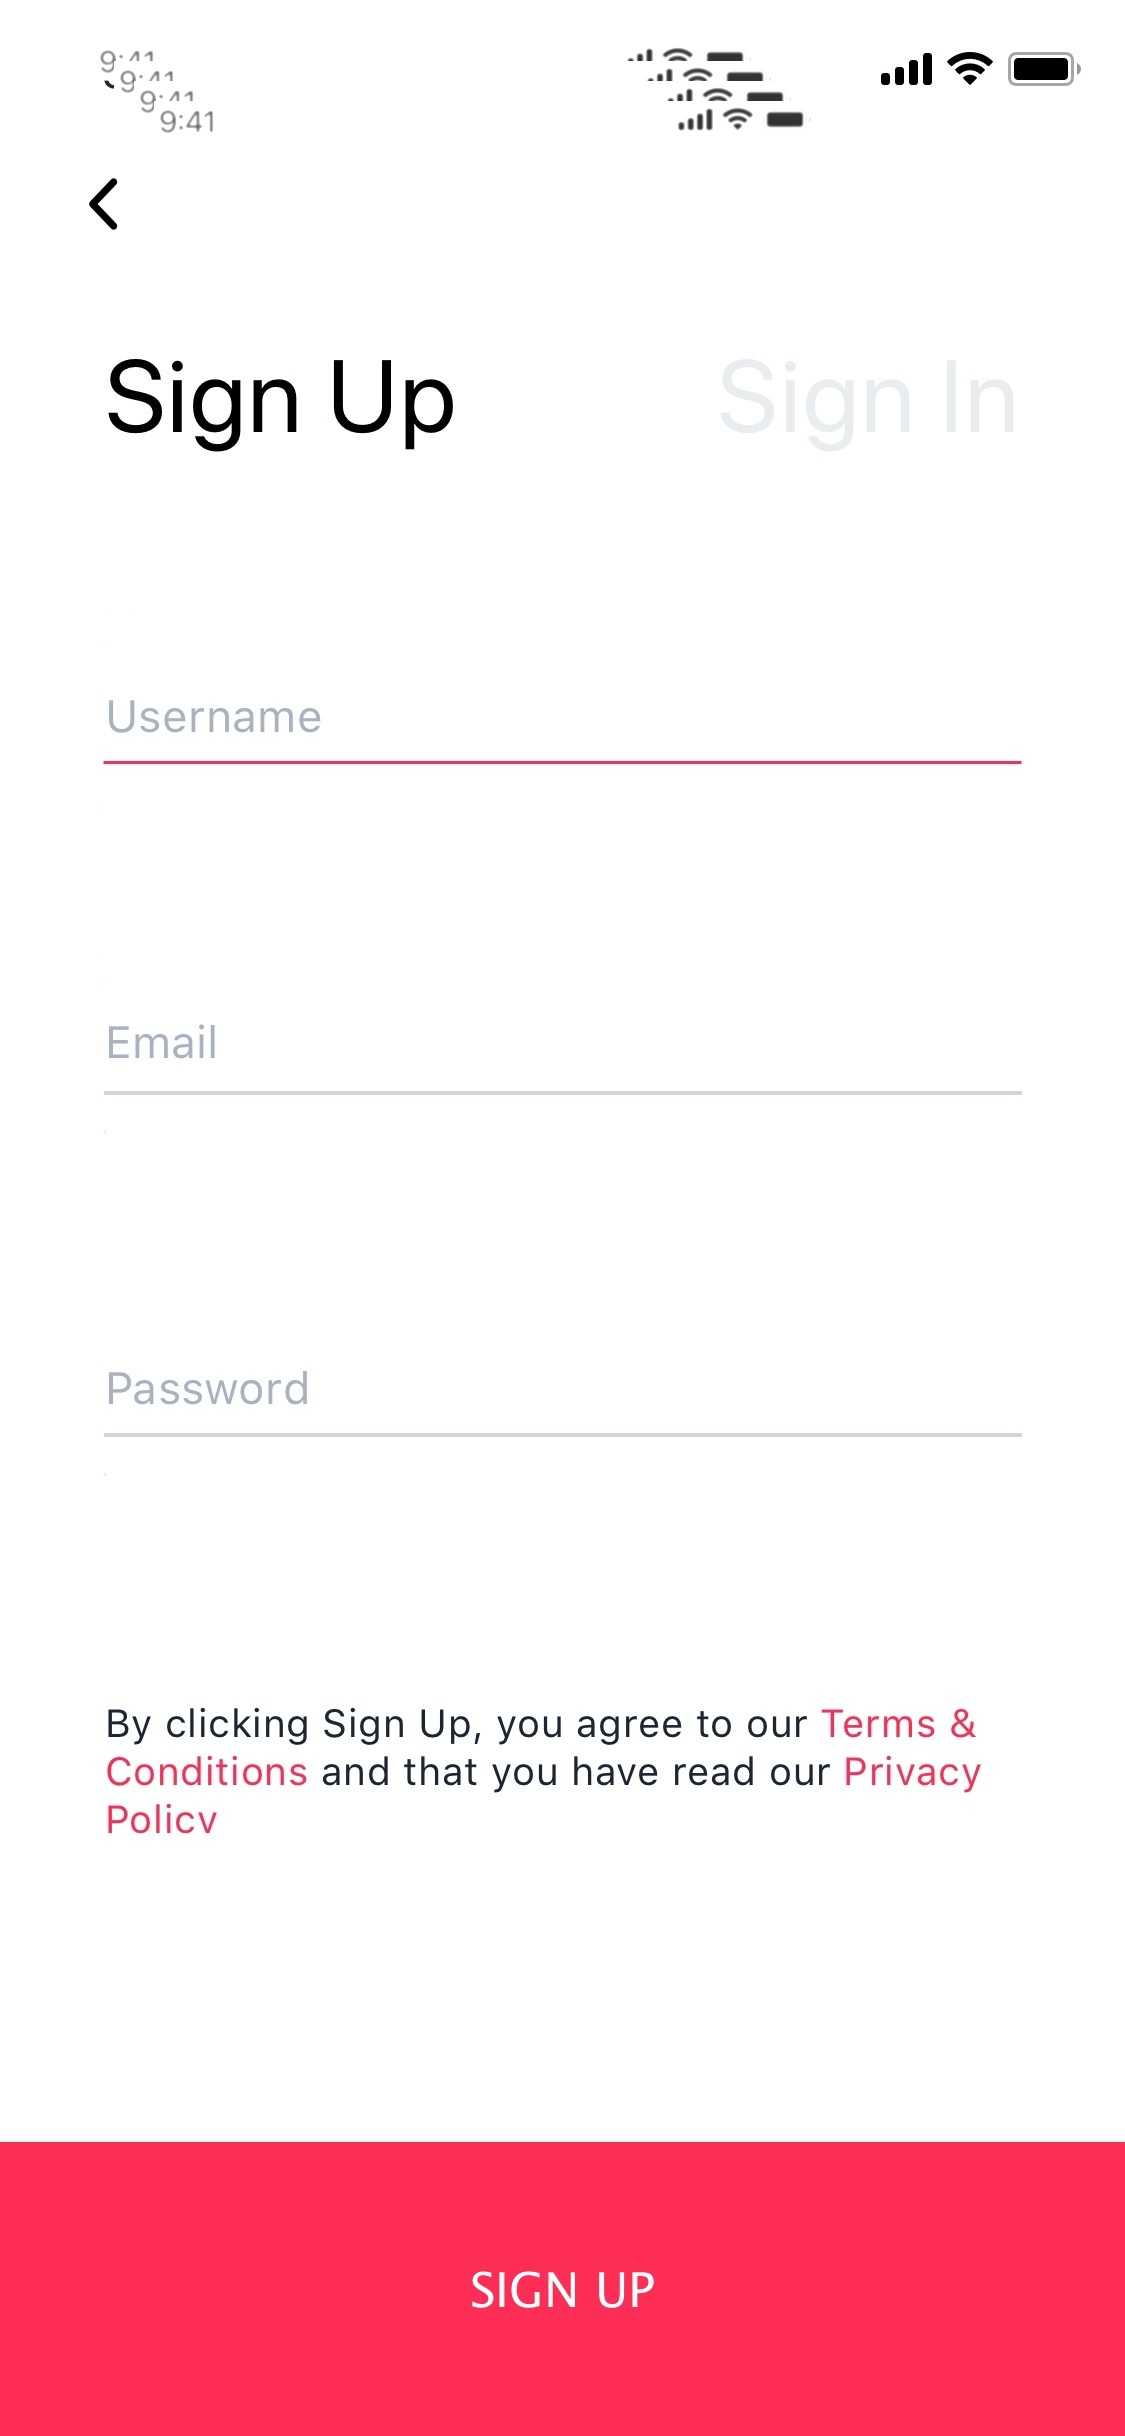 9:41
9:41
9:41
9:41
Sign Up
Sign In
Username
Email
Password
By clicking Sign Up, you agree to our Terms &
Conditions and that you have read our Privacy
Policy
SIGN UP